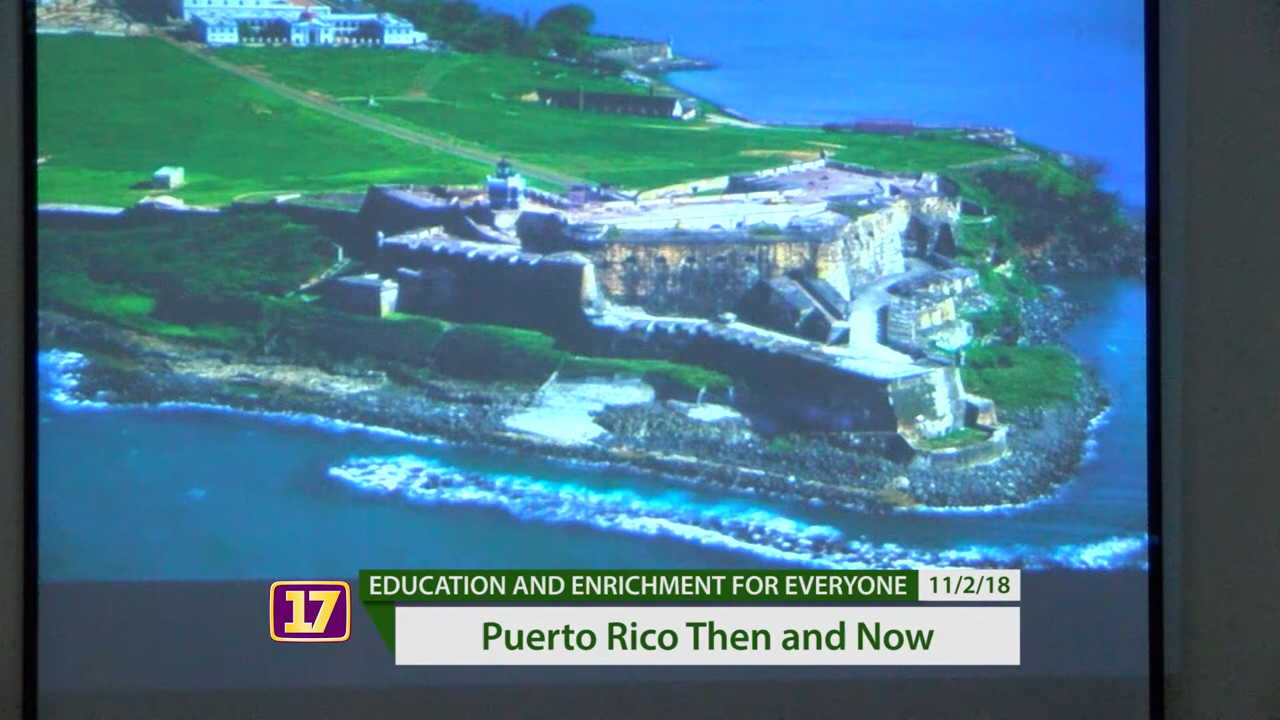 EDUCATION AND ENRICHMENT FOR EVERYONE 11/2/18
17
Puerto Rico Then and Now